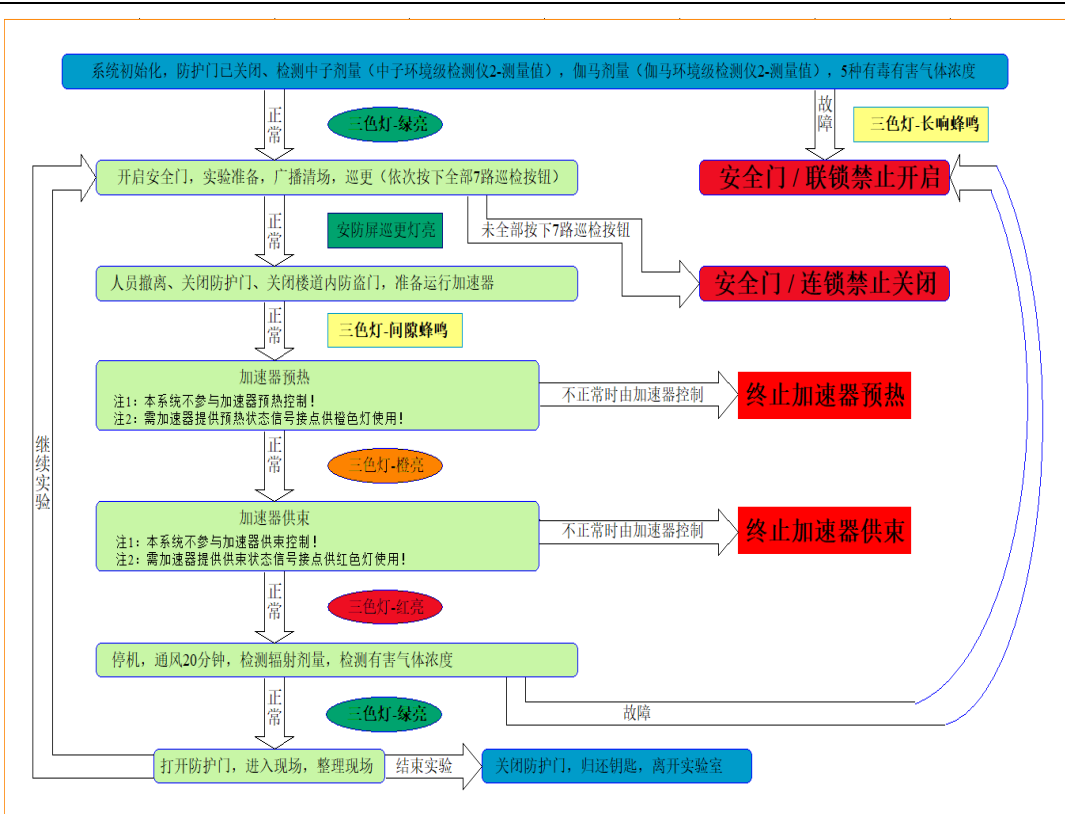 系统初始化，防护门已关闭、检测中子剂量（中子环境级检测仪2-测量值），伽马剂量（伽马环境级检测仪2-测量值），5种有毒有害气体浓度
正常
三色灯-绿亮
故障
三色灯-长响蜂鸣
开启安全门，实验准备，广播清场，巡更（依次按下全部7路巡检按钮）
安全门 / 联锁禁止开启
正常
安防屏巡更灯亮
未全部按下7路巡检按钮
人员撤离、关闭防护门、关闭楼道内防盗门，准备运行加速器
安全门 / 连锁禁止关闭
正常
三色灯-间隙蜂鸣
加速器预热
注1：本系统不参与加速器预热控制！
注2：需加速器提供预热状态信号接点供橙色灯使用！
不正常时由加速器控制
终止加速器预热
继续实验
正常
三色灯-橙亮
加速器供束
注1：本系统不参与加速器供束控制！
注2：需加速器提供供束状态信号接点供红色灯使用！
不正常时由加速器控制
终止加速器供束
正常
三色灯-红亮
停机，通风20分钟，检测辐射剂量，检测有害气体浓度
正常
三色灯-绿亮
故障
打开防护门，进入现场，整理现场
结束实验
关闭防护门，归还钥匙，离开实验室